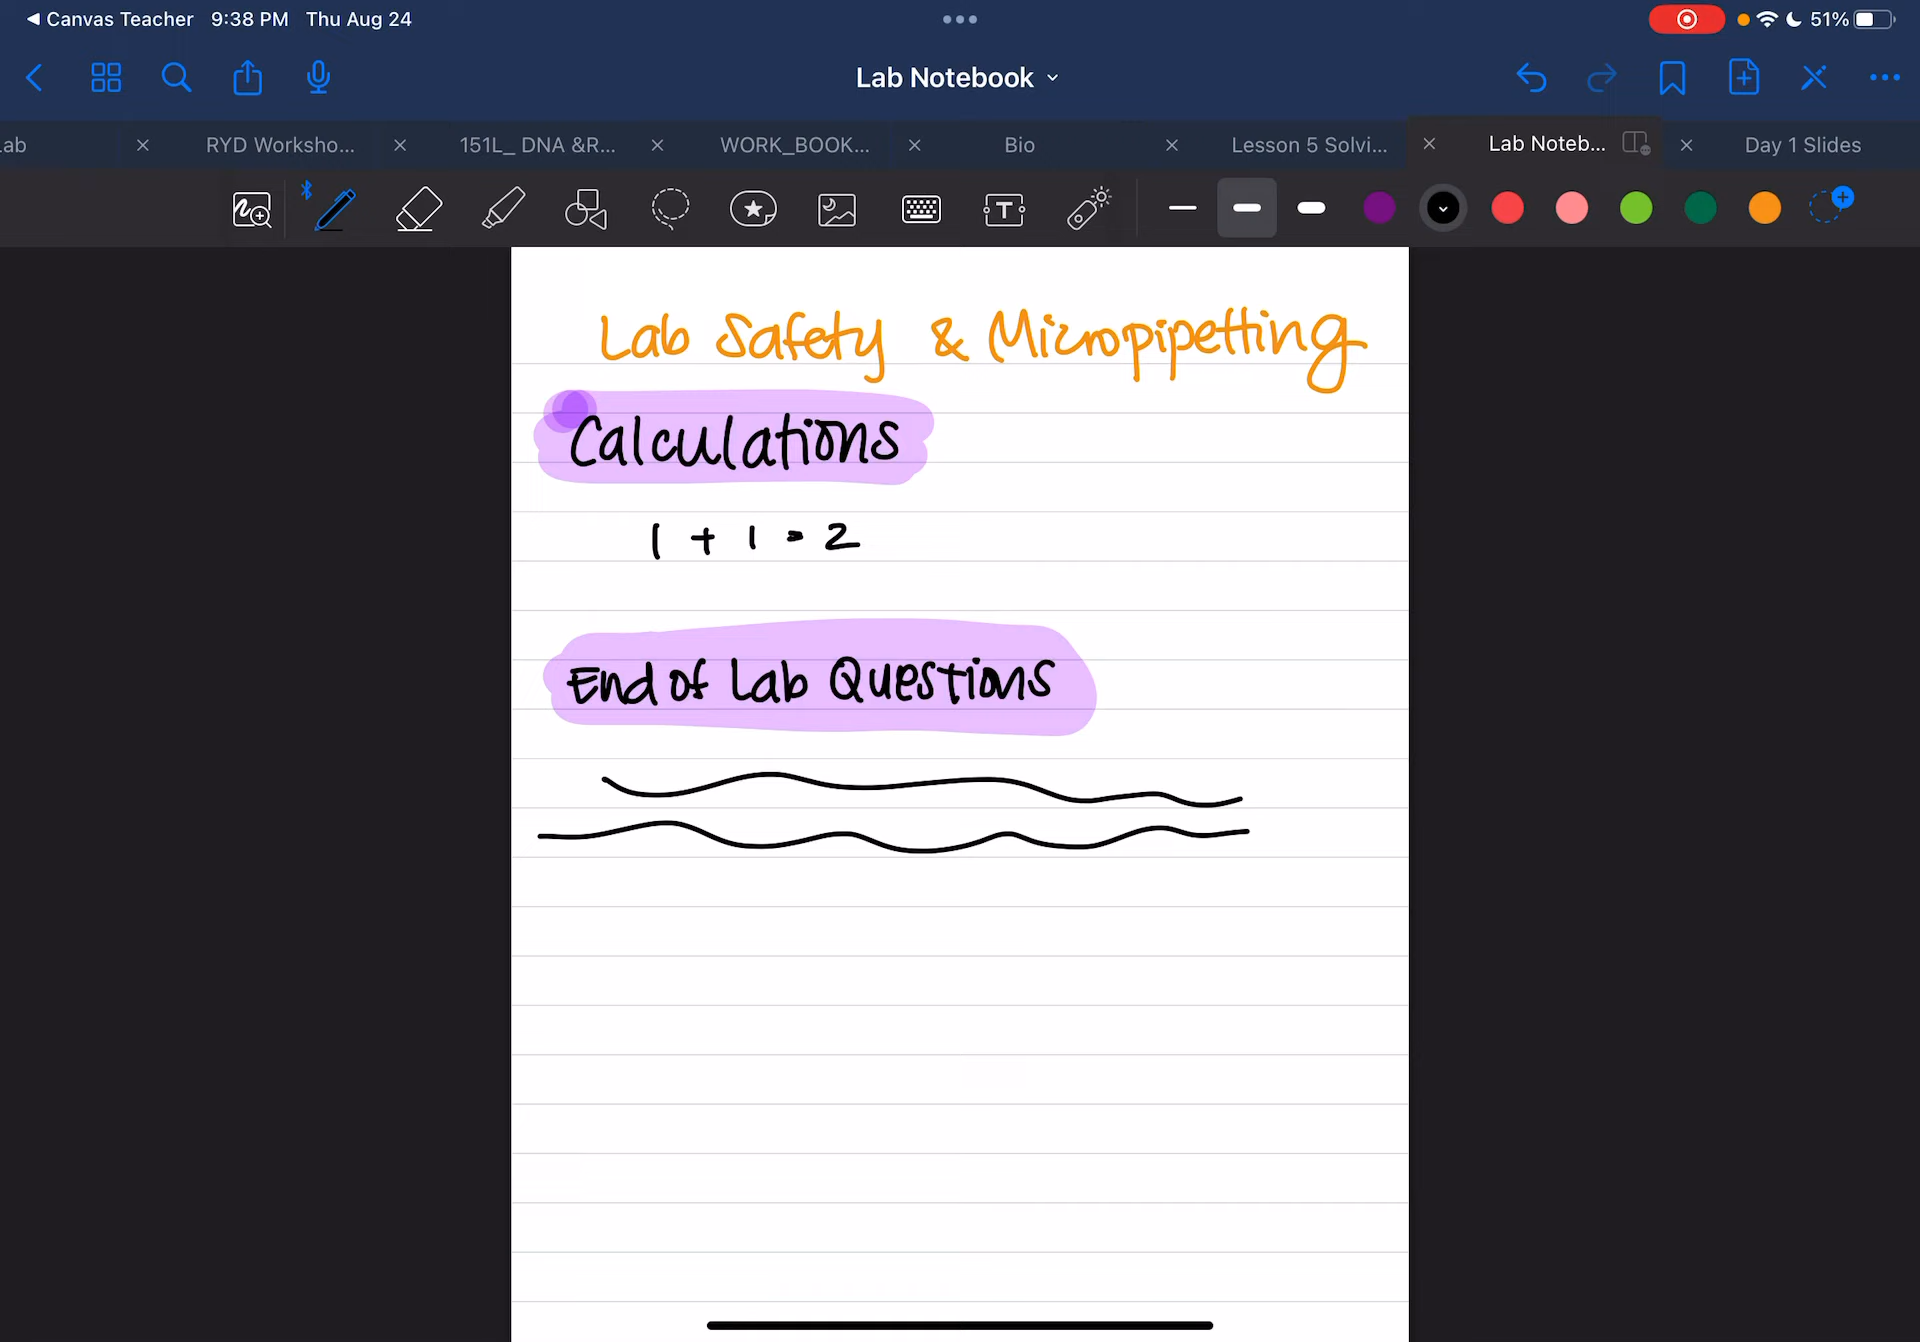 ◀ Canvas Teacher 9:38 PM Thu Aug 24 51%
Lab Notebook
ab RYD Worksho... 151L_ DNA &R... WORK_BOOK... Bio Lesson 5 Solvi... Lab Noteb... Day 1 Slides
Lab Safety & Micropipetting
Calculations
1 + 1 = 2
End of Lab Questions